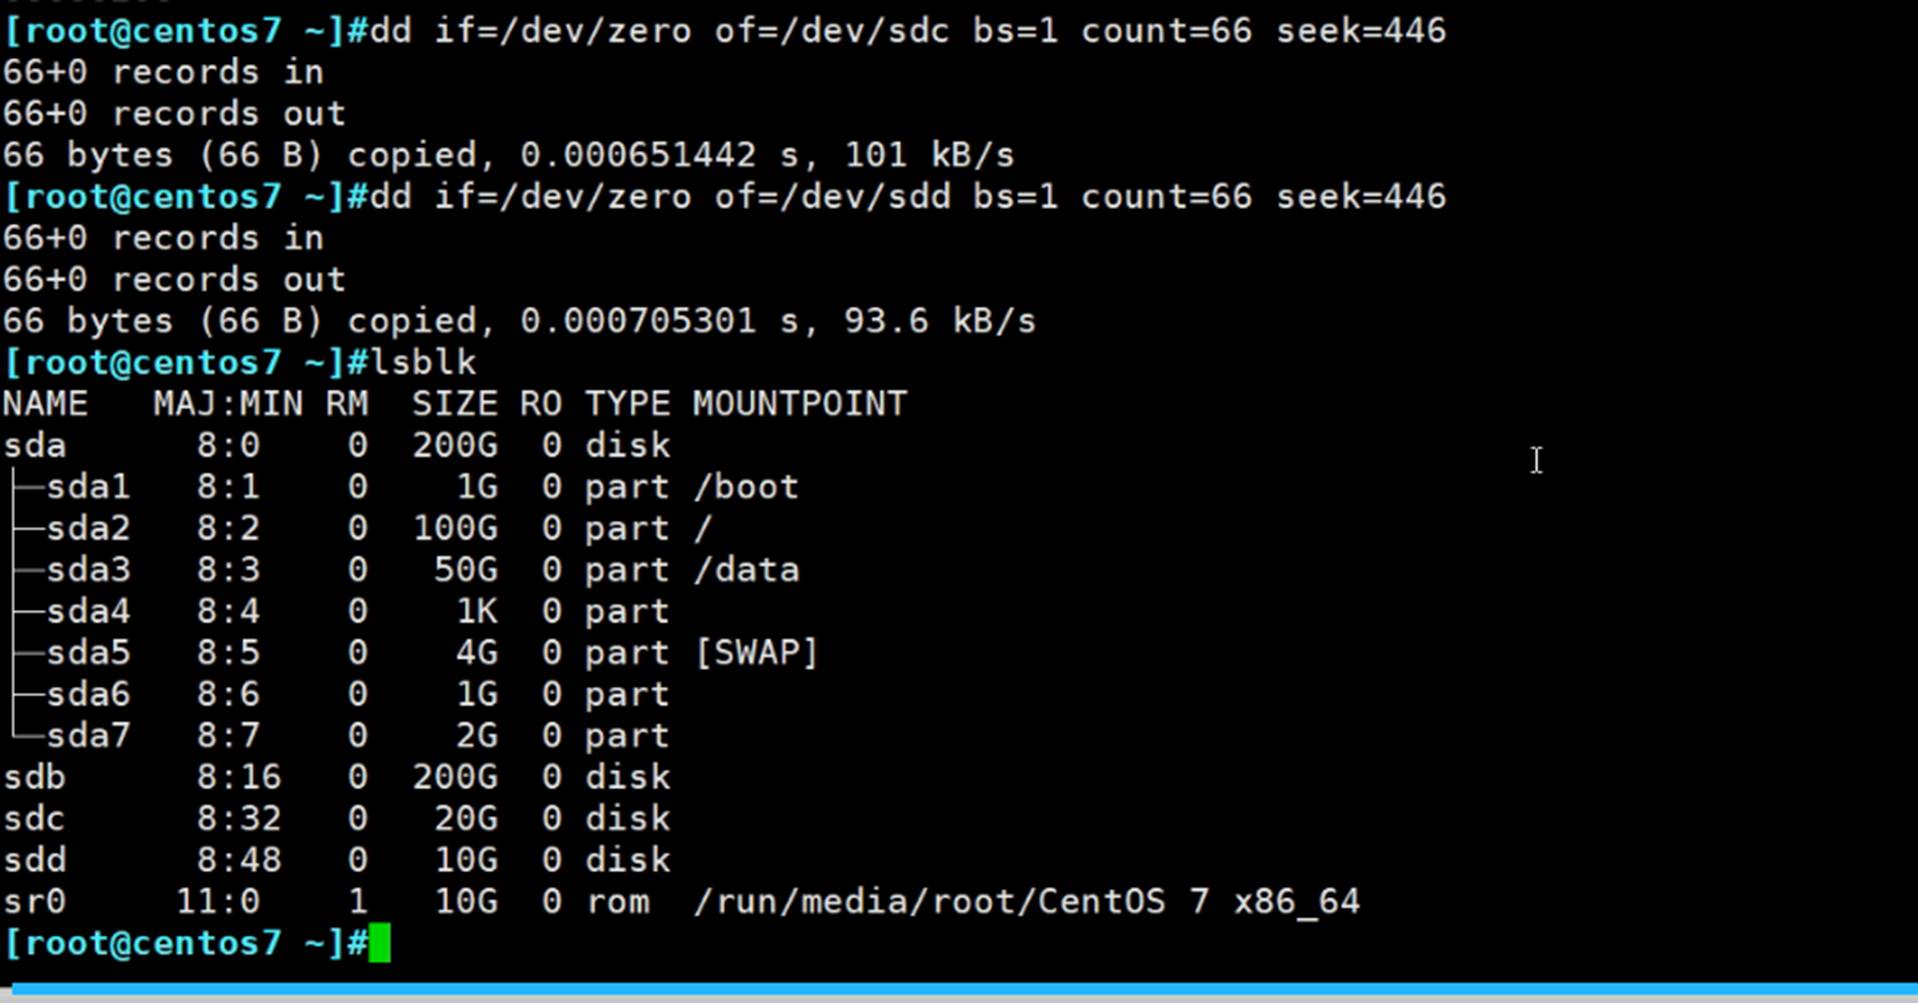 [root@centos7 ~]#dd if=/dev/zero of=/dev/sdc bs=1 count=66 seek=446
66+0 records in
66+0 records out
66 bytes (66 B) copied, 0.000651442 s, 101 kB/s
[root@centos7 ~]#dd if=/dev/zero of=/dev/sdd bs=1 count=66 seek=446
66+0 records in
66+0 records out
66 bytes (66 B) copied, 0.000705301 s, 93.6 kB/s
[root@centos7 ~]#lsblk
NAME   MAJ:MIN RM  SIZE RO TYPE MOUNTPOINT
sda      8:0    0  200G  0 disk
├─sda1   8:1    0    1G  0 part /boot
├─sda2   8:2    0  100G  0 part /
├─sda3   8:3    0   50G  0 part /data
├─sda4   8:4    0    1K  0 part
├─sda5   8:5    0    4G  0 part [SWAP]
├─sda6   8:6    0    1G  0 part
└─sda7   8:7    0    2G  0 part
sdb      8:16   0  200G  0 disk
sdc      8:32   0   20G  0 disk
sdd      8:48   0   10G  0 disk
sr0     11:0    1   10G  0 rom  /run/media/root/CentOS 7 x86_64
[root@centos7 ~]#